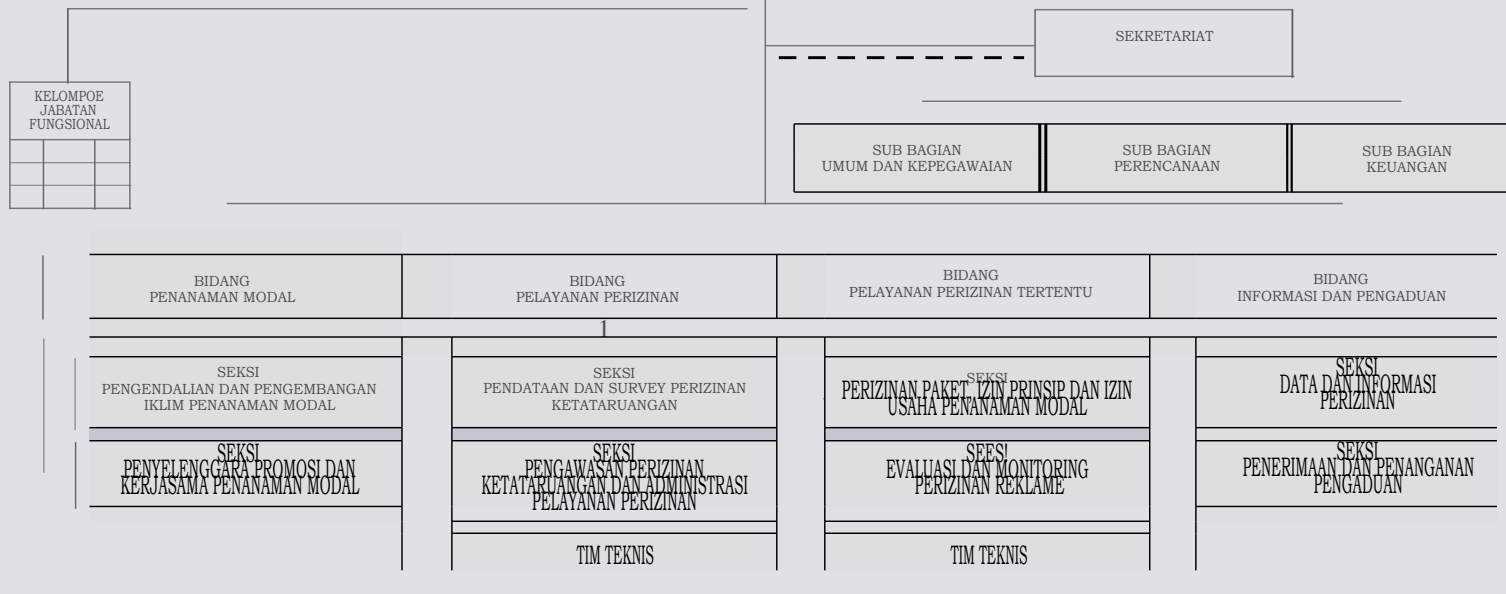 SEKRETARIAT
KELOMPOE
JABATAN
FUNGSIONAL
SUB BAGIAN
UMUM DAN KEPEGAWAIAN
SUB BAGIAN
PERENCANAAN
SUB BAGIAN
KEUANGAN
BIDANG
PENANAMAN MODAL
BIDANG
PELAYANAN PERIZINAN
BIDANG
PELAYANAN PERIZINAN TERTENTU
BIDANG
INFORMASI DAN PENGADUAN
1
SEKSI
PENGENDALIAN DAN PENGEMBANGAN
IKLIM PENANAMAN MODAL
SEKSI
PENDATAAN DAN SURVEY PERIZINAN
KETATARUANGAN
SEKSI
PERIZINAN PAKET, IZIN PRINSIP DAN IZIN
USAHA PENANAMAN MODAL
SEKSI
DATA DAN INFORMASI
PERIZINAN
SEKSI
PENYELENGGARA PROMOSI DAN
KERJASAMA PENANAMAN MODAL
SEKSI
PENGAWASAN PERIZINAN
KETATARUANGAN DAN ADMINISTRASI
PELAYANAN PERIZINAN
SEESI
EVALUASI DAN MONITORING
PERIZINAN REKLAME
SEKSI
PENERIMAAN DAN PENANGANAN
PENGADUAN
TIM TEKNIS
TIM TEKNIS